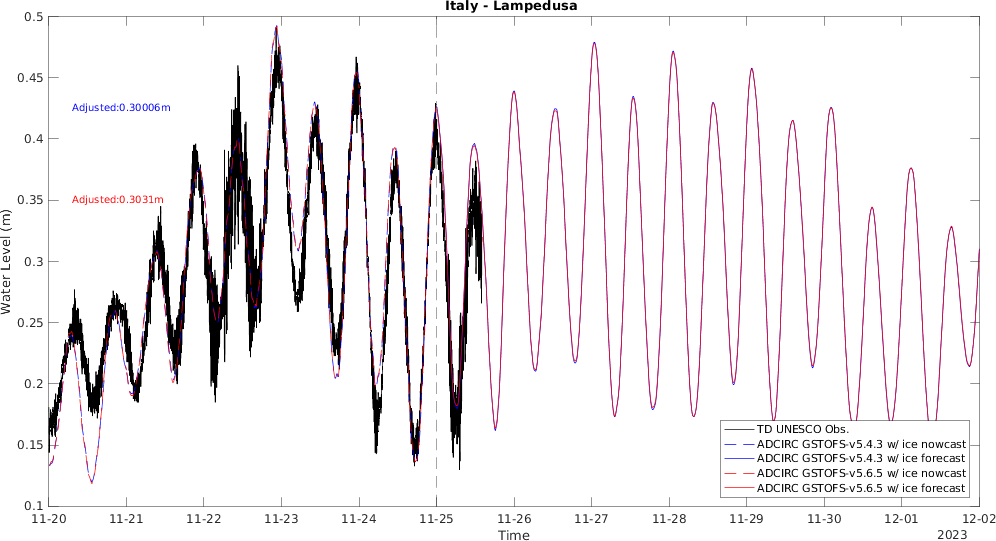 Italy - Lampedusa
0.5
0.45
0.4
0.35
0.3
0.25
0.2
0.15
0.1
Water Level (m)
Adjusted:0.30006m
Adjusted:0.3031m
TD UNESCO Obs.
ADCIRC GSTOFS-v5.4.3 w/ ice nowcast
ADCIRC GSTOFS-v5.4.3 w/ ice forecast
ADCIRC GSTOFS-v5.6.5 w/ ice nowcast
ADCIRC GSTOFS-v5.6.5 w/ ice forecast
11-20 11-21 11-22 11-23 11-24 11-25 11-26 11-27 11-28 11-29 11-30 12-01 12-02
Time
2023